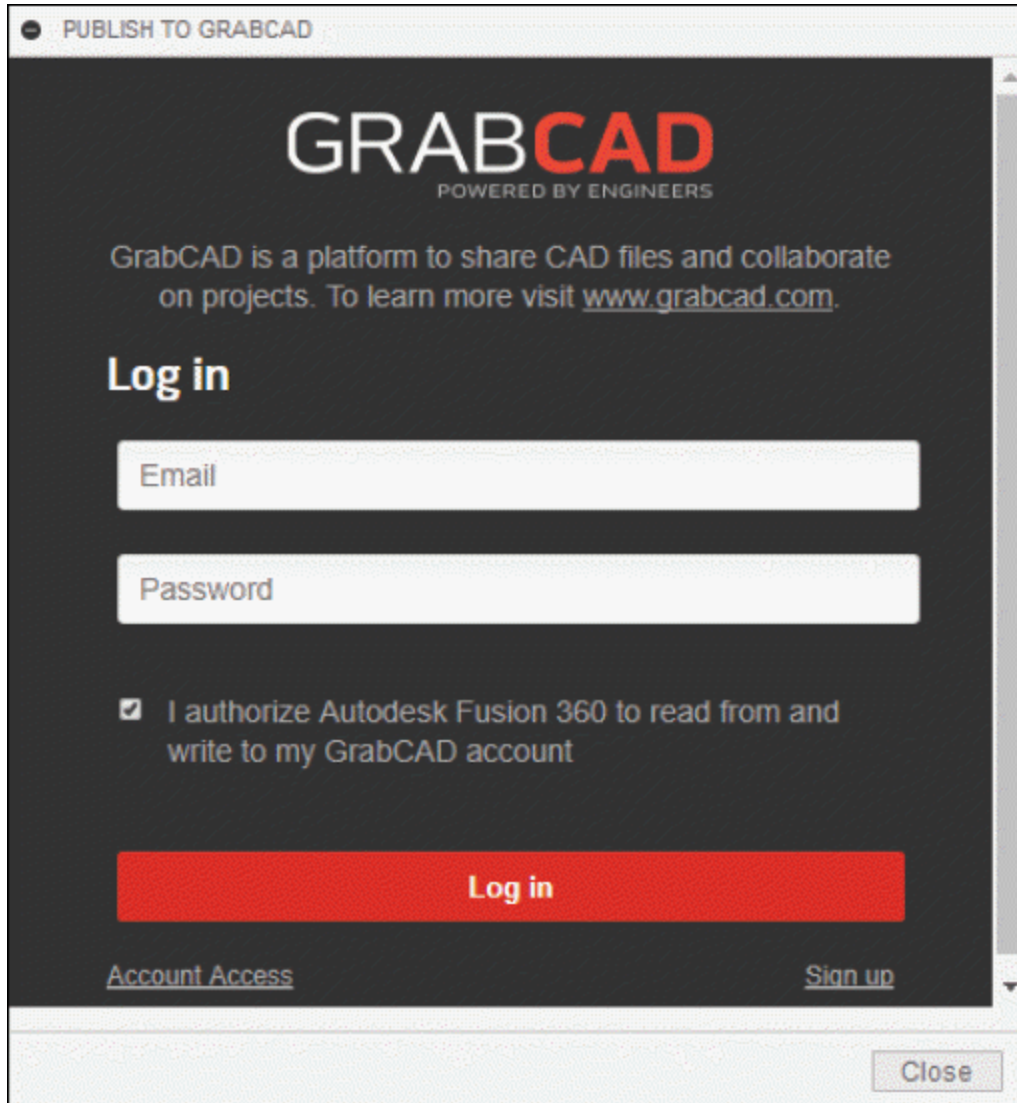 PUBLISH TO GRABCAD
GRABCAD
POWERED BY ENGINEERS
GrabCAD is a platform to share CAD files and collaborate
on projects. To learn more visit www.grabcad.com.
Log in
Email
Password
I authorize Autodesk Fusion 360 to read from and
write to my GrabCAD account
Log in
Account Access
Sign up
Close